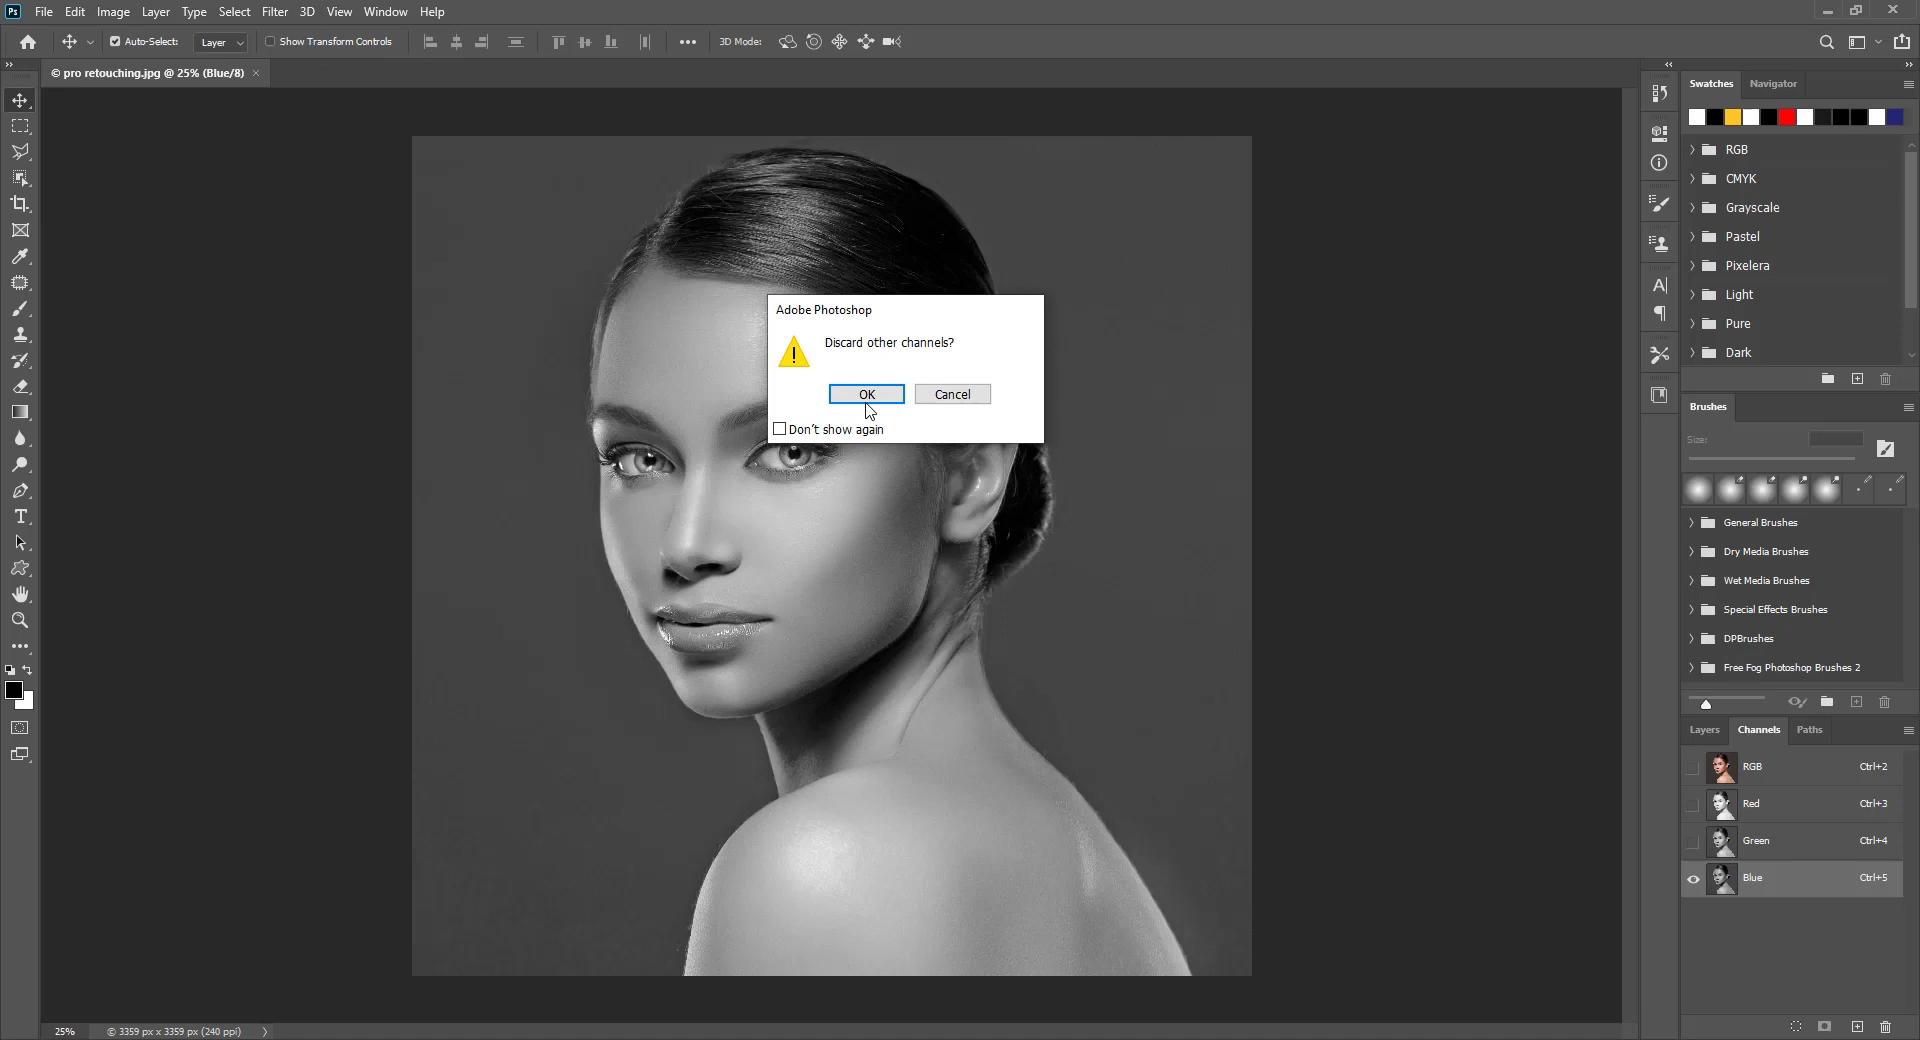 Ps File Edit Image Layer Type Select Filter 3D View Window Help
Auto-Select: Layer Show Transform Controls 3D Mode:
© pro retouching.jpg @ 25% (Blue/8)
Swatches Navigator
RGB
CMYK
Grayscale
Pastel
Pixelera
Light
Pure
Dark
Adobe Photoshop
Discard other channels?
OK Cancel
Don't show again
Brushes
Size:
General Brushes
Dry Media Brushes
Wet Media Brushes
Special Effects Brushes
DPBrushes
Free Fog Photoshop Brushes 2
Layers Channels Paths
RGB Ctrl+2
Red Ctrl+3
Green Ctrl+4
Blue Ctrl+5
25% © 3359 px x 3359 px (240 ppi)